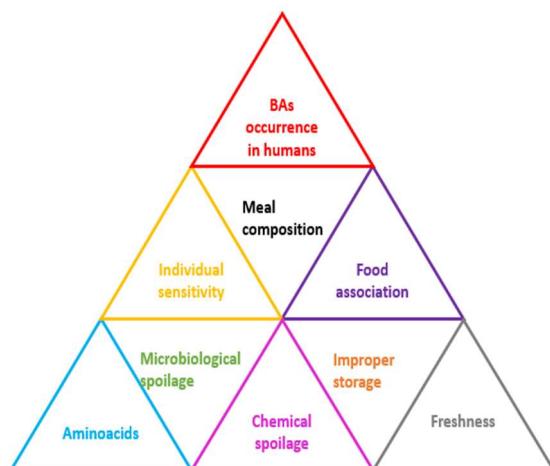 BAs
occurrence
in humans
Meal
composition
Individual
sensitivity
Food
association
Microbiological
spoilage
Improper
storage
Aminoacids
Chemical
spoilage
Freshness